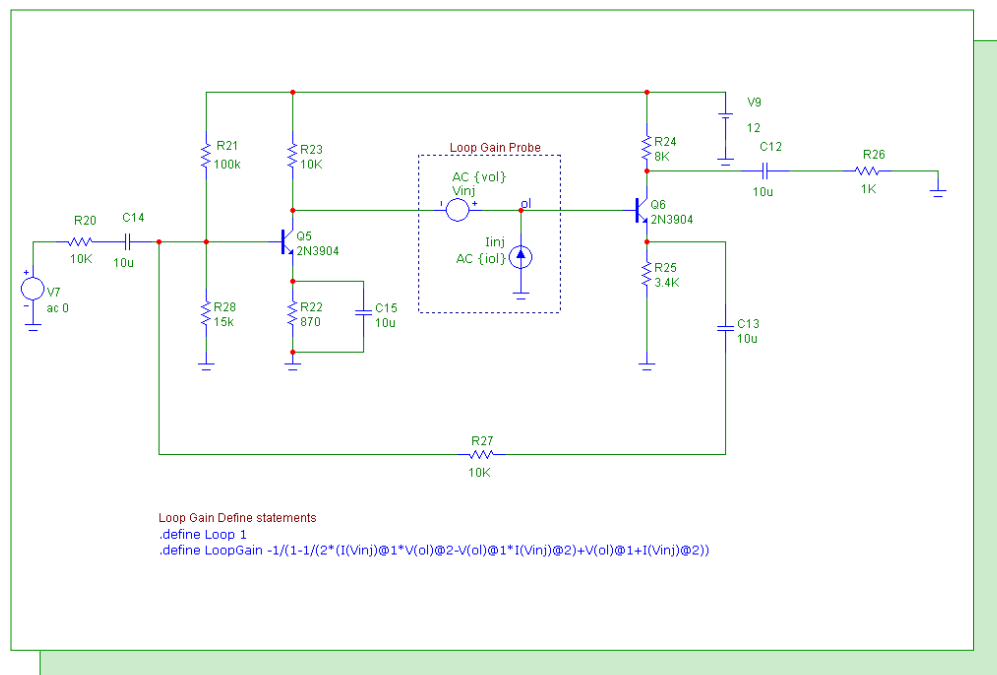 V9
12
R21
100k
R23
10K
Loop Gain Probe
R24
8K
C12
10u
R26
1K
AC {vol}
Vinj
+
ol
Q6
2N3904
R20
10K
C14
10u
Q5
2N3904
Iinj
AC {iol}
R25
3.4K
+
V7
-
ac 0
R28
15k
R22
870
C15
10u
C13
10u
R27
10K
Loop Gain Define statements
.define Loop 1
.define LoopGain -1/(1-1/(2*(I(Vinj)@1*V(ol)@2-V(ol)@1*I(Vinj)@2)+V(ol)@1+I(Vinj)@2))